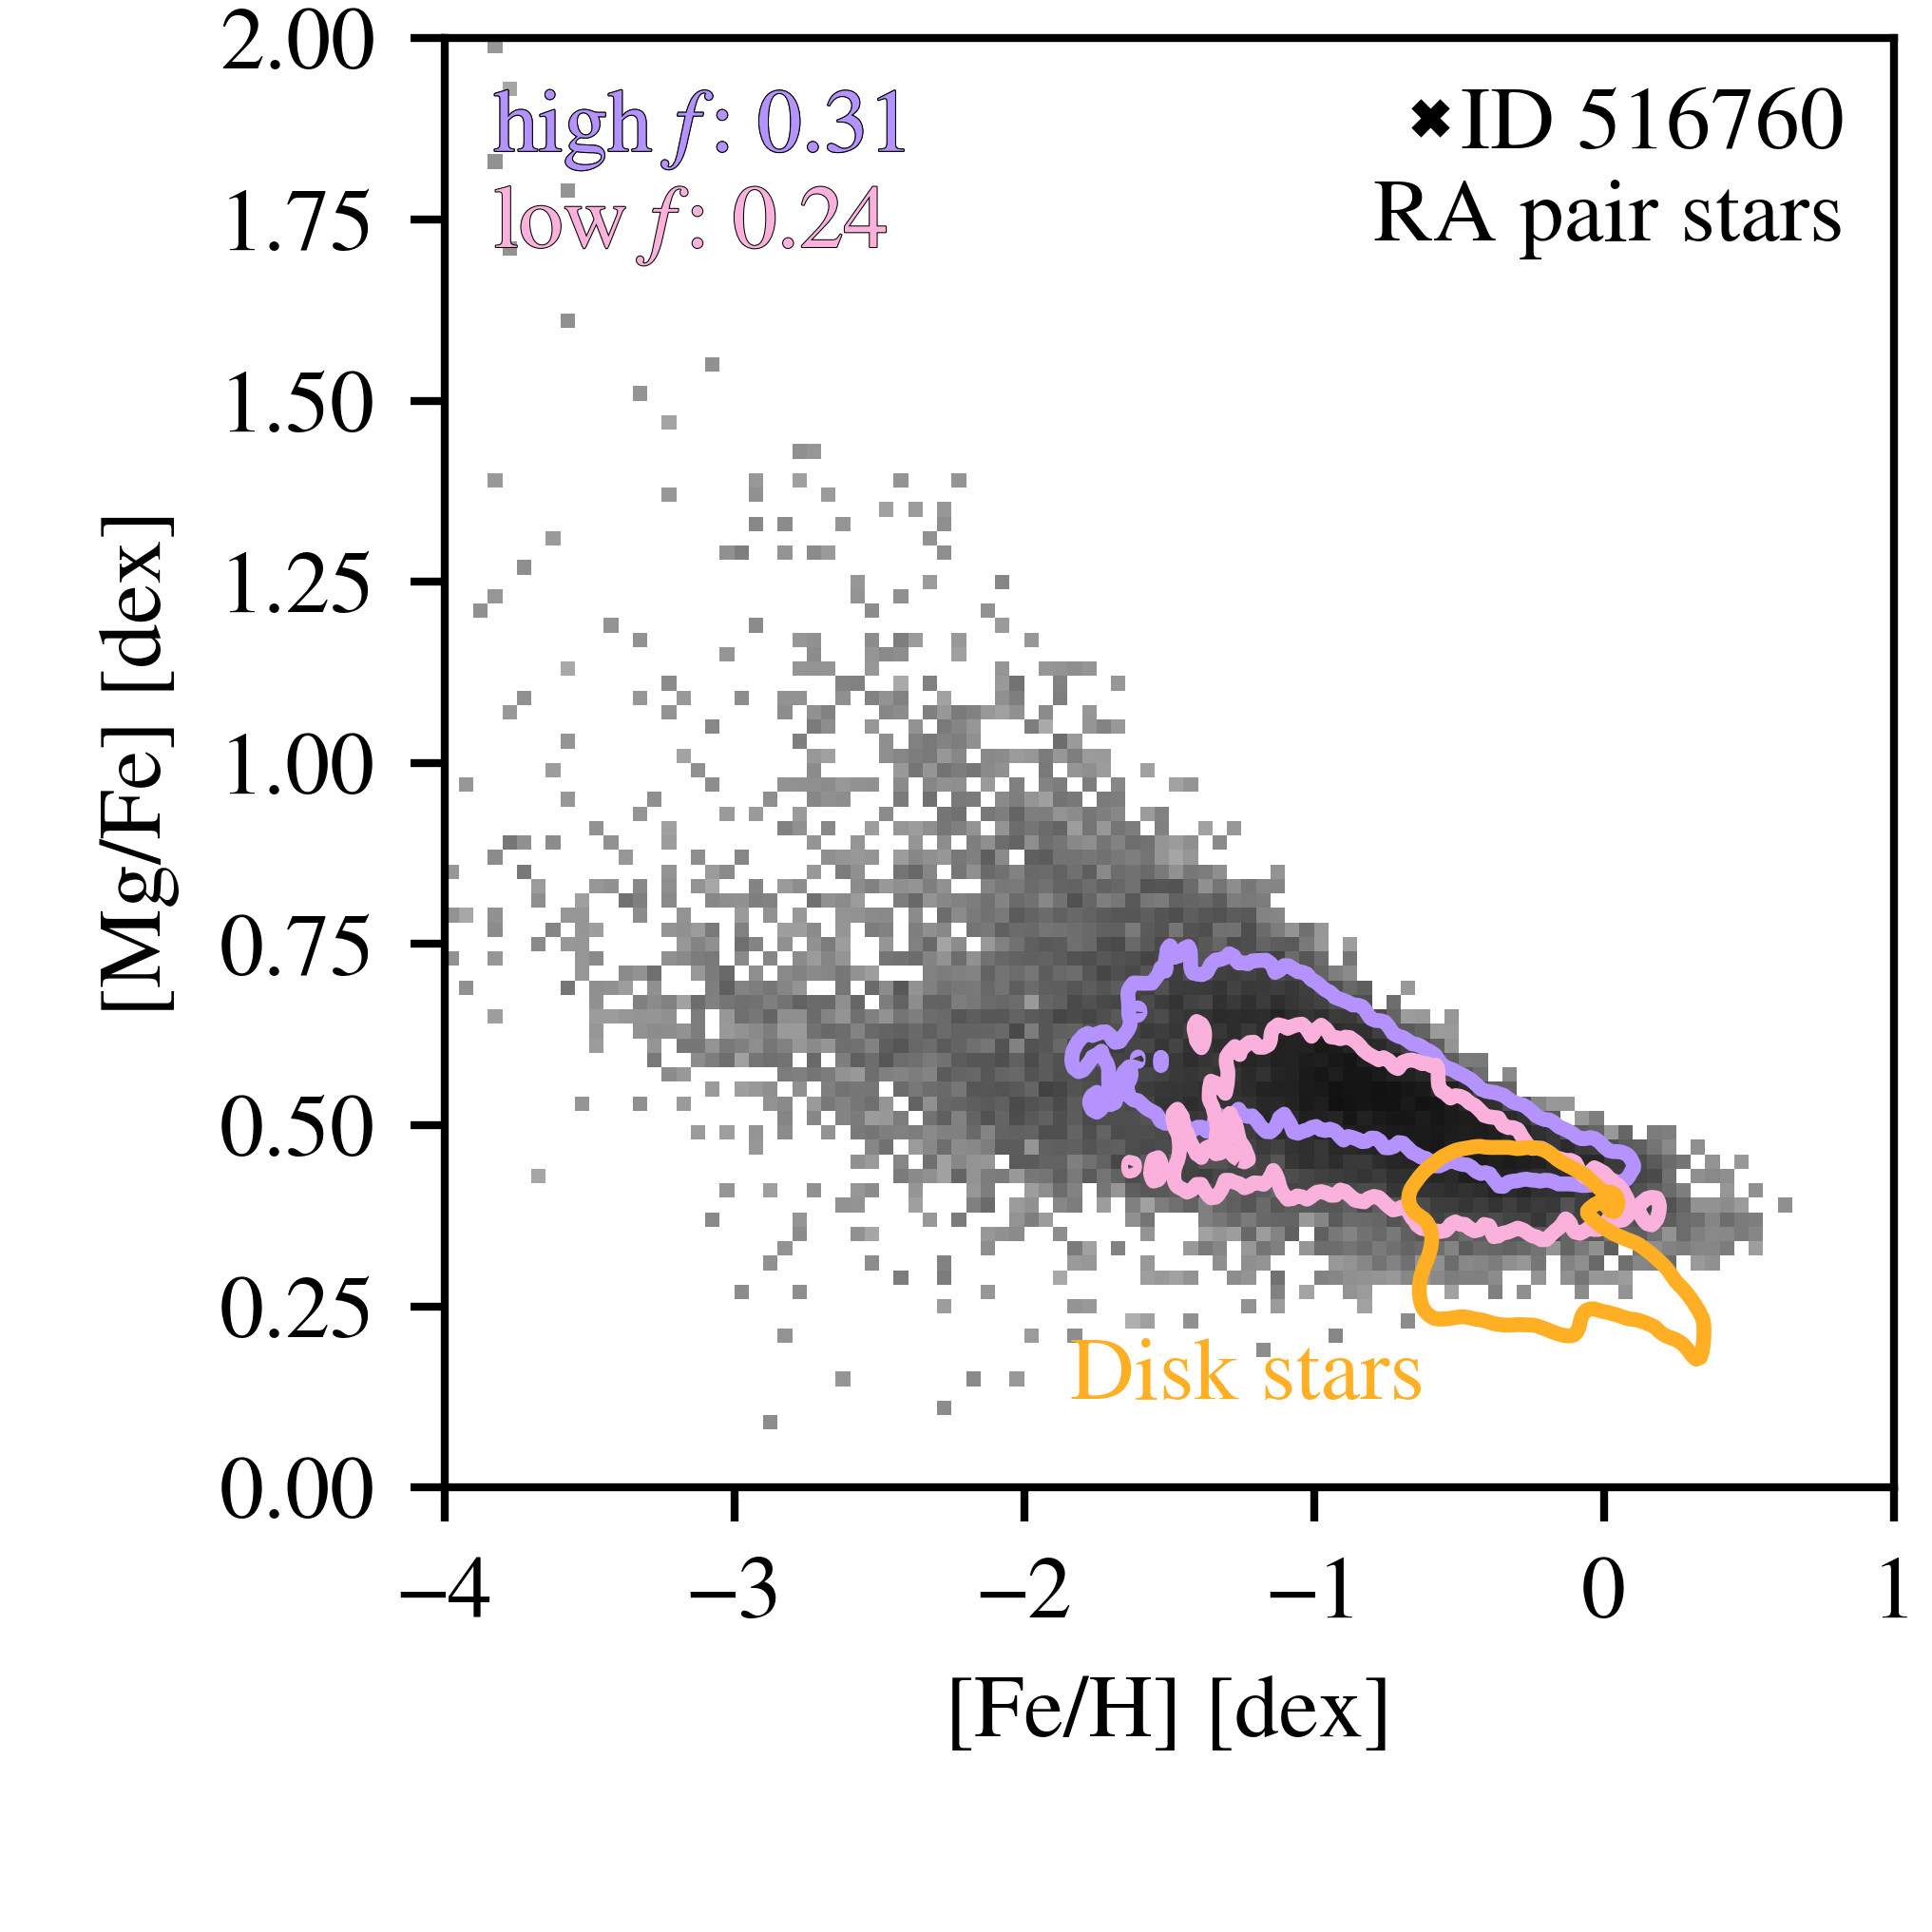 2.00
1.75
1.50
1.25
1.00
0.75
0.50
0.25
0.00
[Mg/Fe] [dex]
high f: 0.31
low f: 0.24
✖ID 516760
RA pair stars
Disk stars
−4 −3 −2 −1 0 1
[Fe/H] [dex]